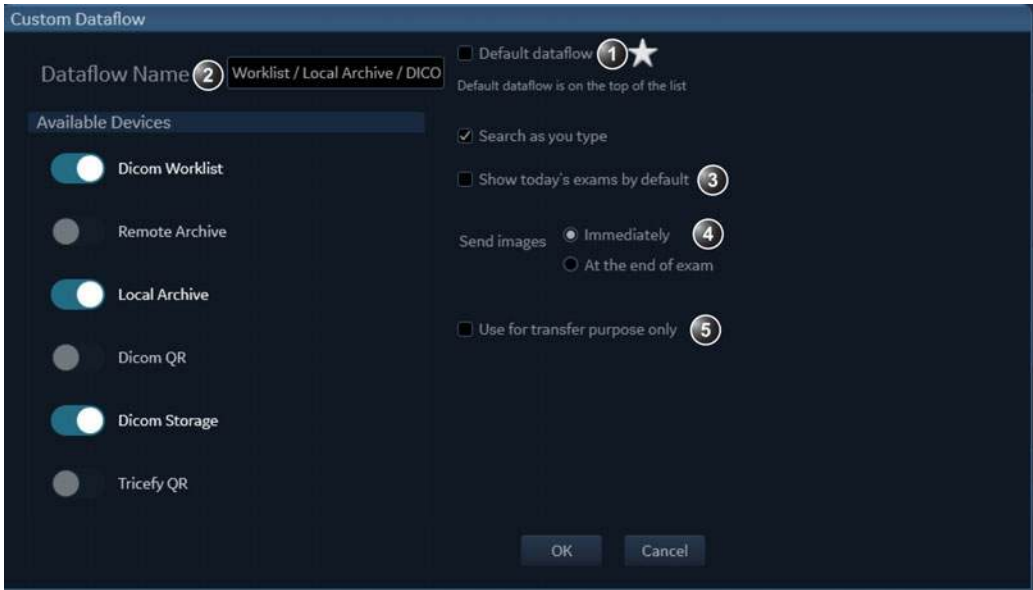 Custom Dataflow
Dataflow Name 2 Worklist / Local Archive / DICO
Default dataflow 1
Default dataflow is on the top of the list
Available Devices
Dicom Worklist
Remote Archive
Local Archive
Dicom QR
Dicom Storage
Tricefy QR
Search as you type
Show today's exams by default 3
Send images
Immediately 4
At the end of exam
Use for transfer purpose only 5
OK
Cancel